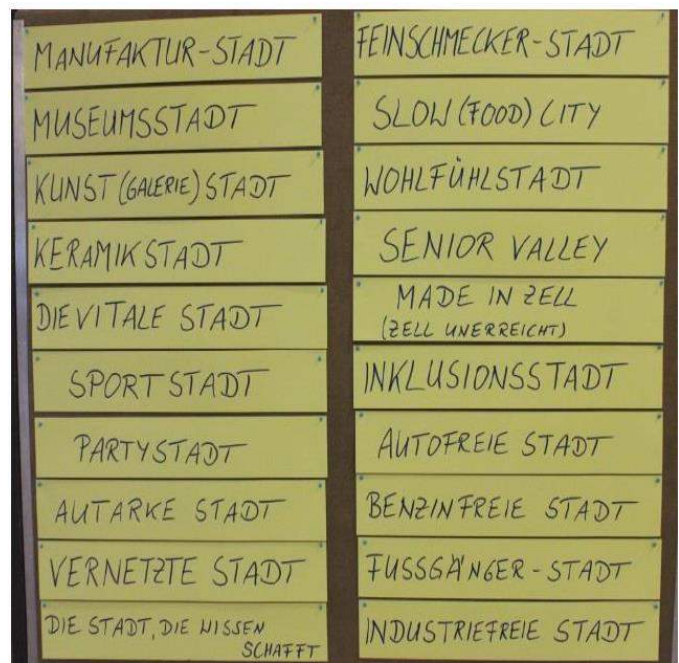 MANUFAKTUR-STADT
MUSEUMSSTADT
KUNST (GALERIE) STADT
KERAMIKSTADT
DIE VITALE STADT
SPORTSTADT
PARTYSTADT
AUTARKE STADT
VERNETZTE STADT
DIE STADT, DIE WISSEN
SCHAFFT
FEINSCHMECKER-STADT
SLOW (FOOD) CITY
WOHLFÜHLSTADT
SENIOR VALLEY
MADE IN ZELL
(ZELL UNERREICHT)
INKLUSIONSSTADT
AUTOFREIE STADT
BENZINFREIE STADT
FUSSGÄNGER-STADT
INDUSTRIEFREIE STADT